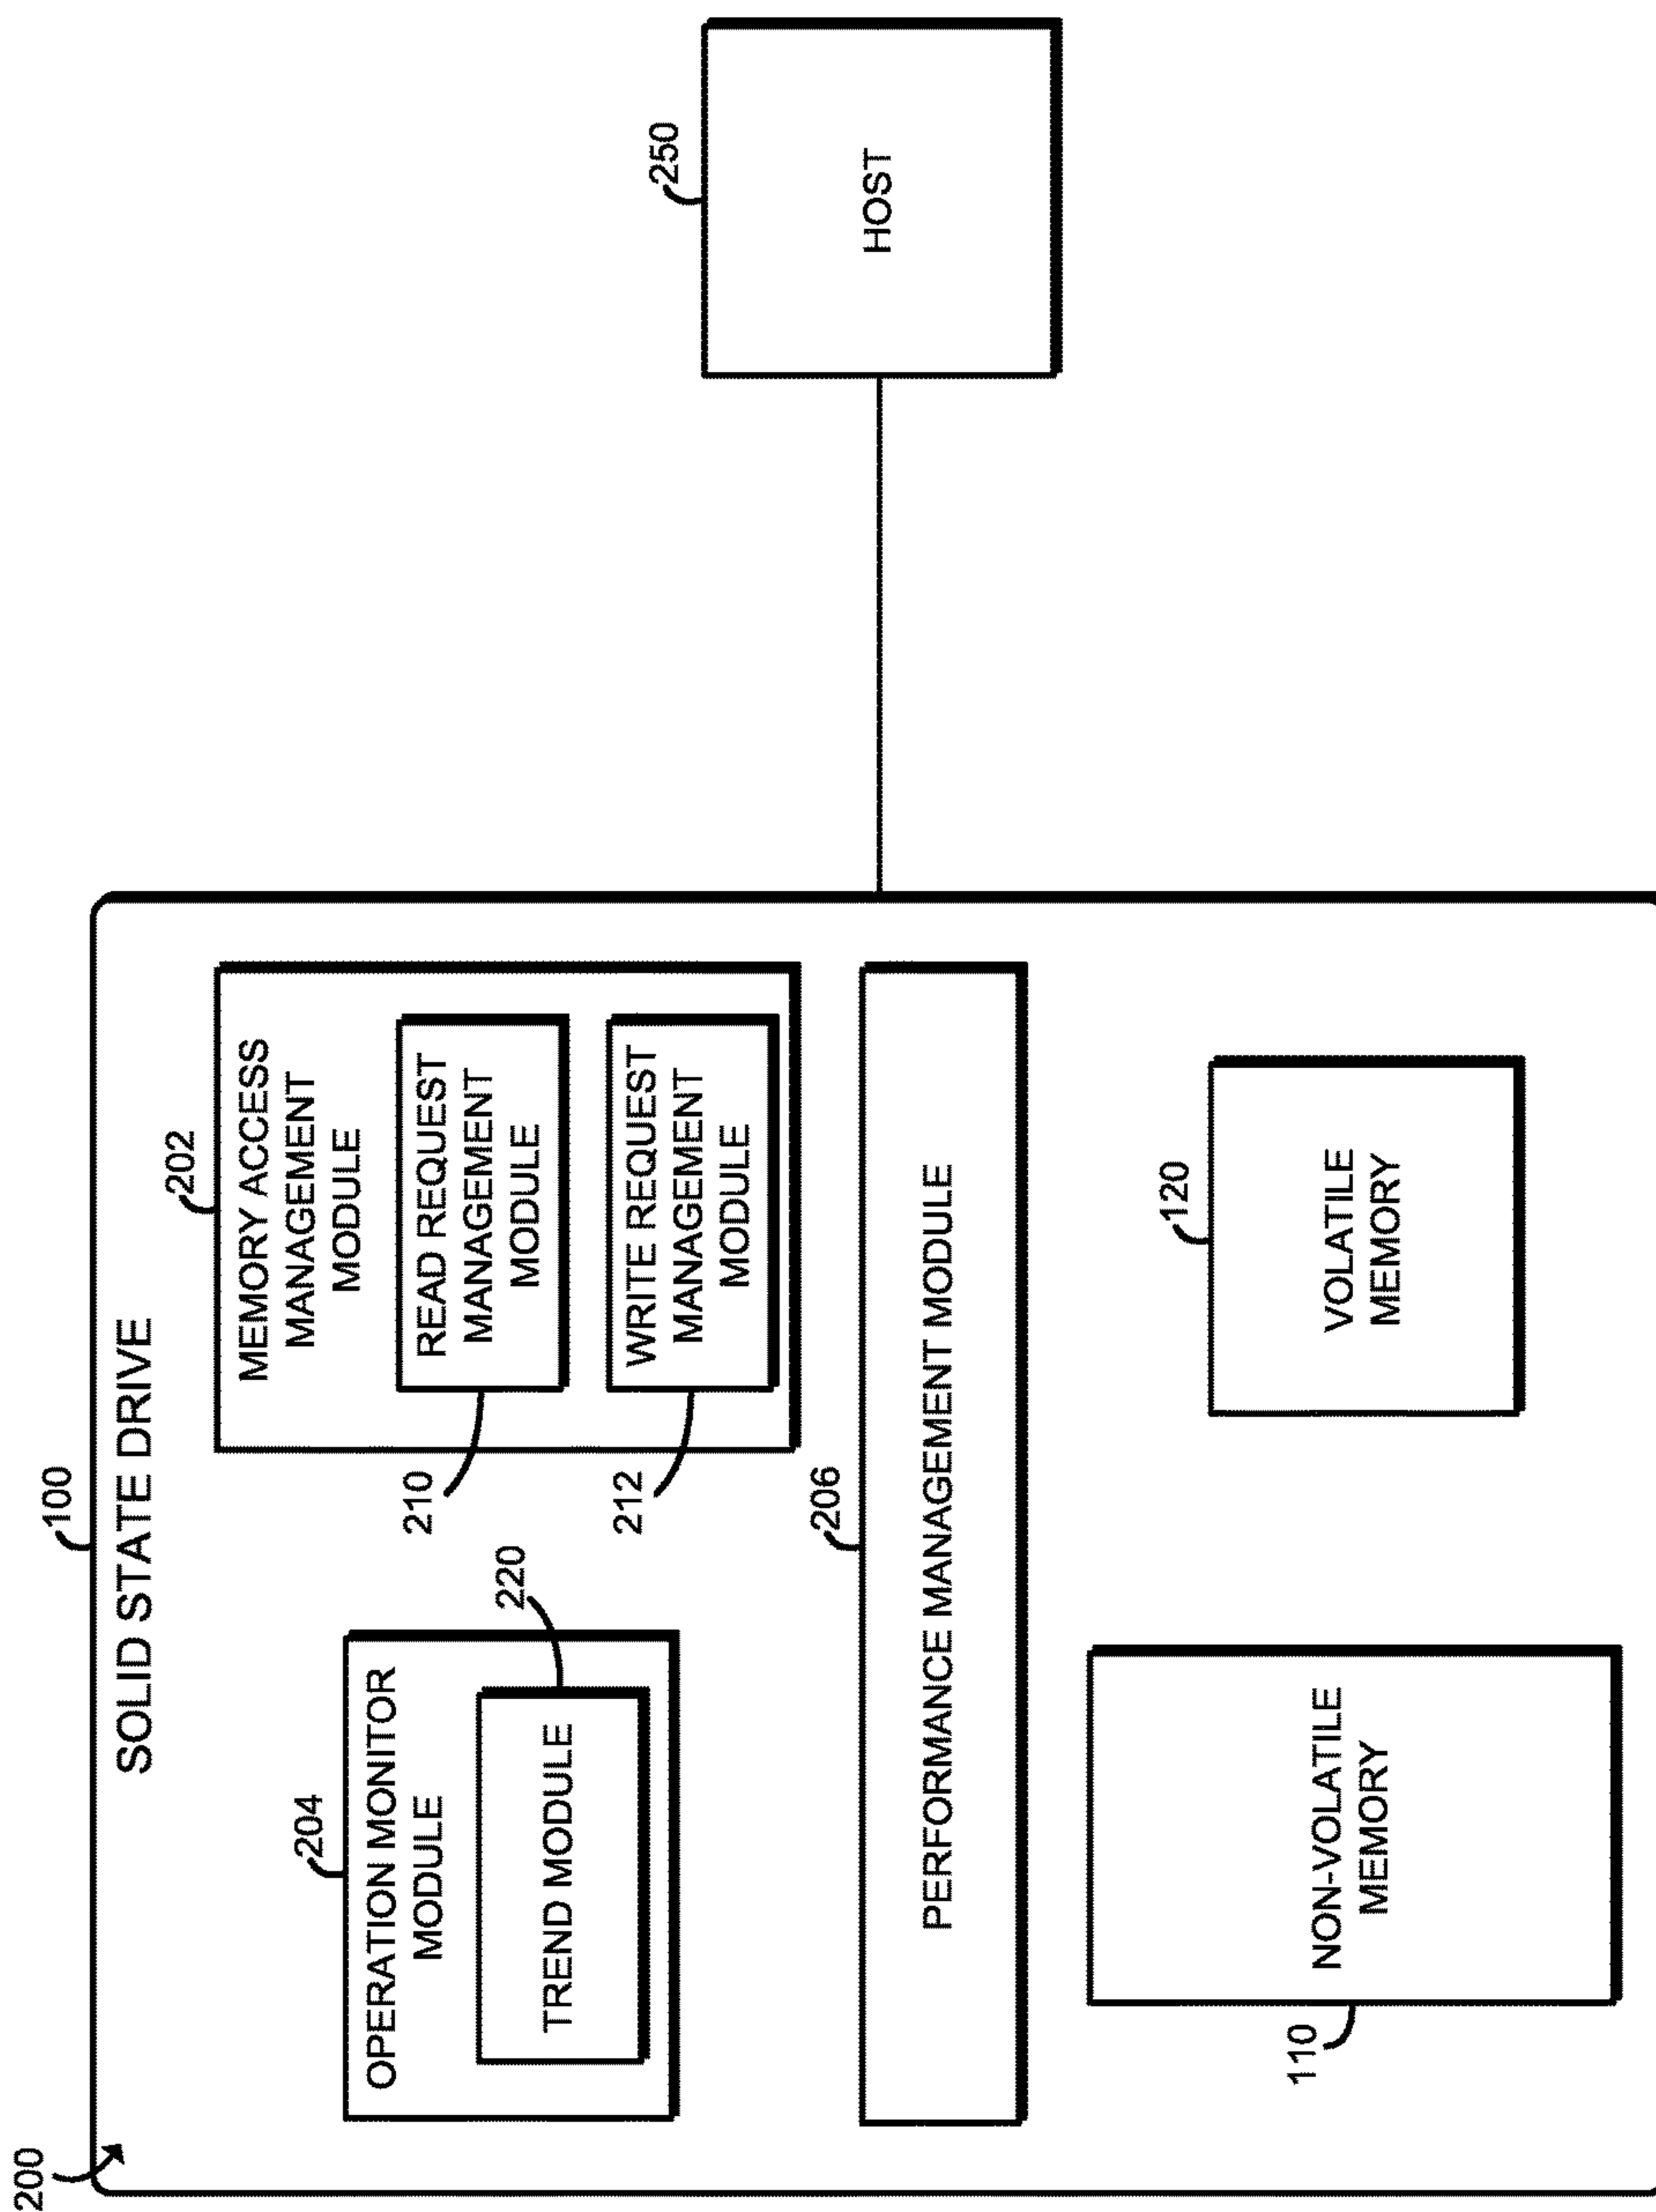 200
100
SOLID STATE DRIVE
204
OPERATION MONITOR
MODULE
220
TREND MODULE
202
MEMORY ACCESS
MANAGEMENT
MODULE
210
READ REQUEST
MANAGEMENT
MODULE
212
WRITE REQUEST
MANAGEMENT
MODULE
206
PERFORMANCE MANAGEMENT MODULE
110
NON-VOLATILE
MEMORY
120
VOLATILE
MEMORY
250
HOST